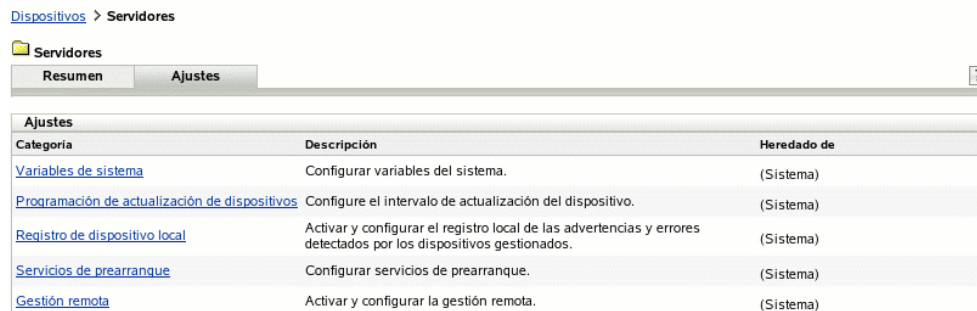 Dispositivos > Servidores
Servidores
Resumen Ajustes
Ajustes
Categoría Descripción Heredado de
Variables de sistema Configurar variables del sistema. (Sistema)
Programación de actualización de dispositivos Configure el intervalo de actualización del dispositivo. (Sistema)
Registro de dispositivo local Activar y configurar el registro local de las advertencias y errores
detectados por los dispositivos gestionados. (Sistema)
Servicios de prearranque Configurar servicios de prearranque. (Sistema)
Gestión remota Activar y configurar la gestión remota. (Sistema)